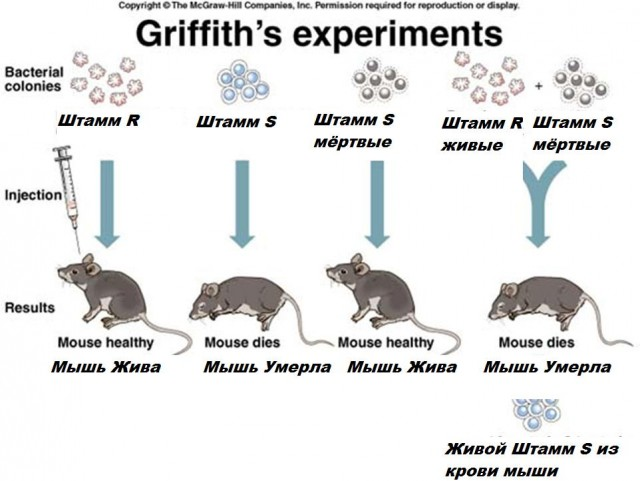 Copyright © The McGraw-Hill Companies, Inc. Permission required for reproduction or display.
Griffith's experiments
Bacterial
colonies
Штамм R
Штамм S
Штамм S
мёртвые
Штамм R
живые
+
Штамм S
мёртвые
Injection
Results
Mouse healthy
Mouse dies
Mouse healthy
Mouse dies
Мышь Жива
Мышь Умерла
Мышь Жива
Мышь Умерла
Живой Штамм S из
крови мыши